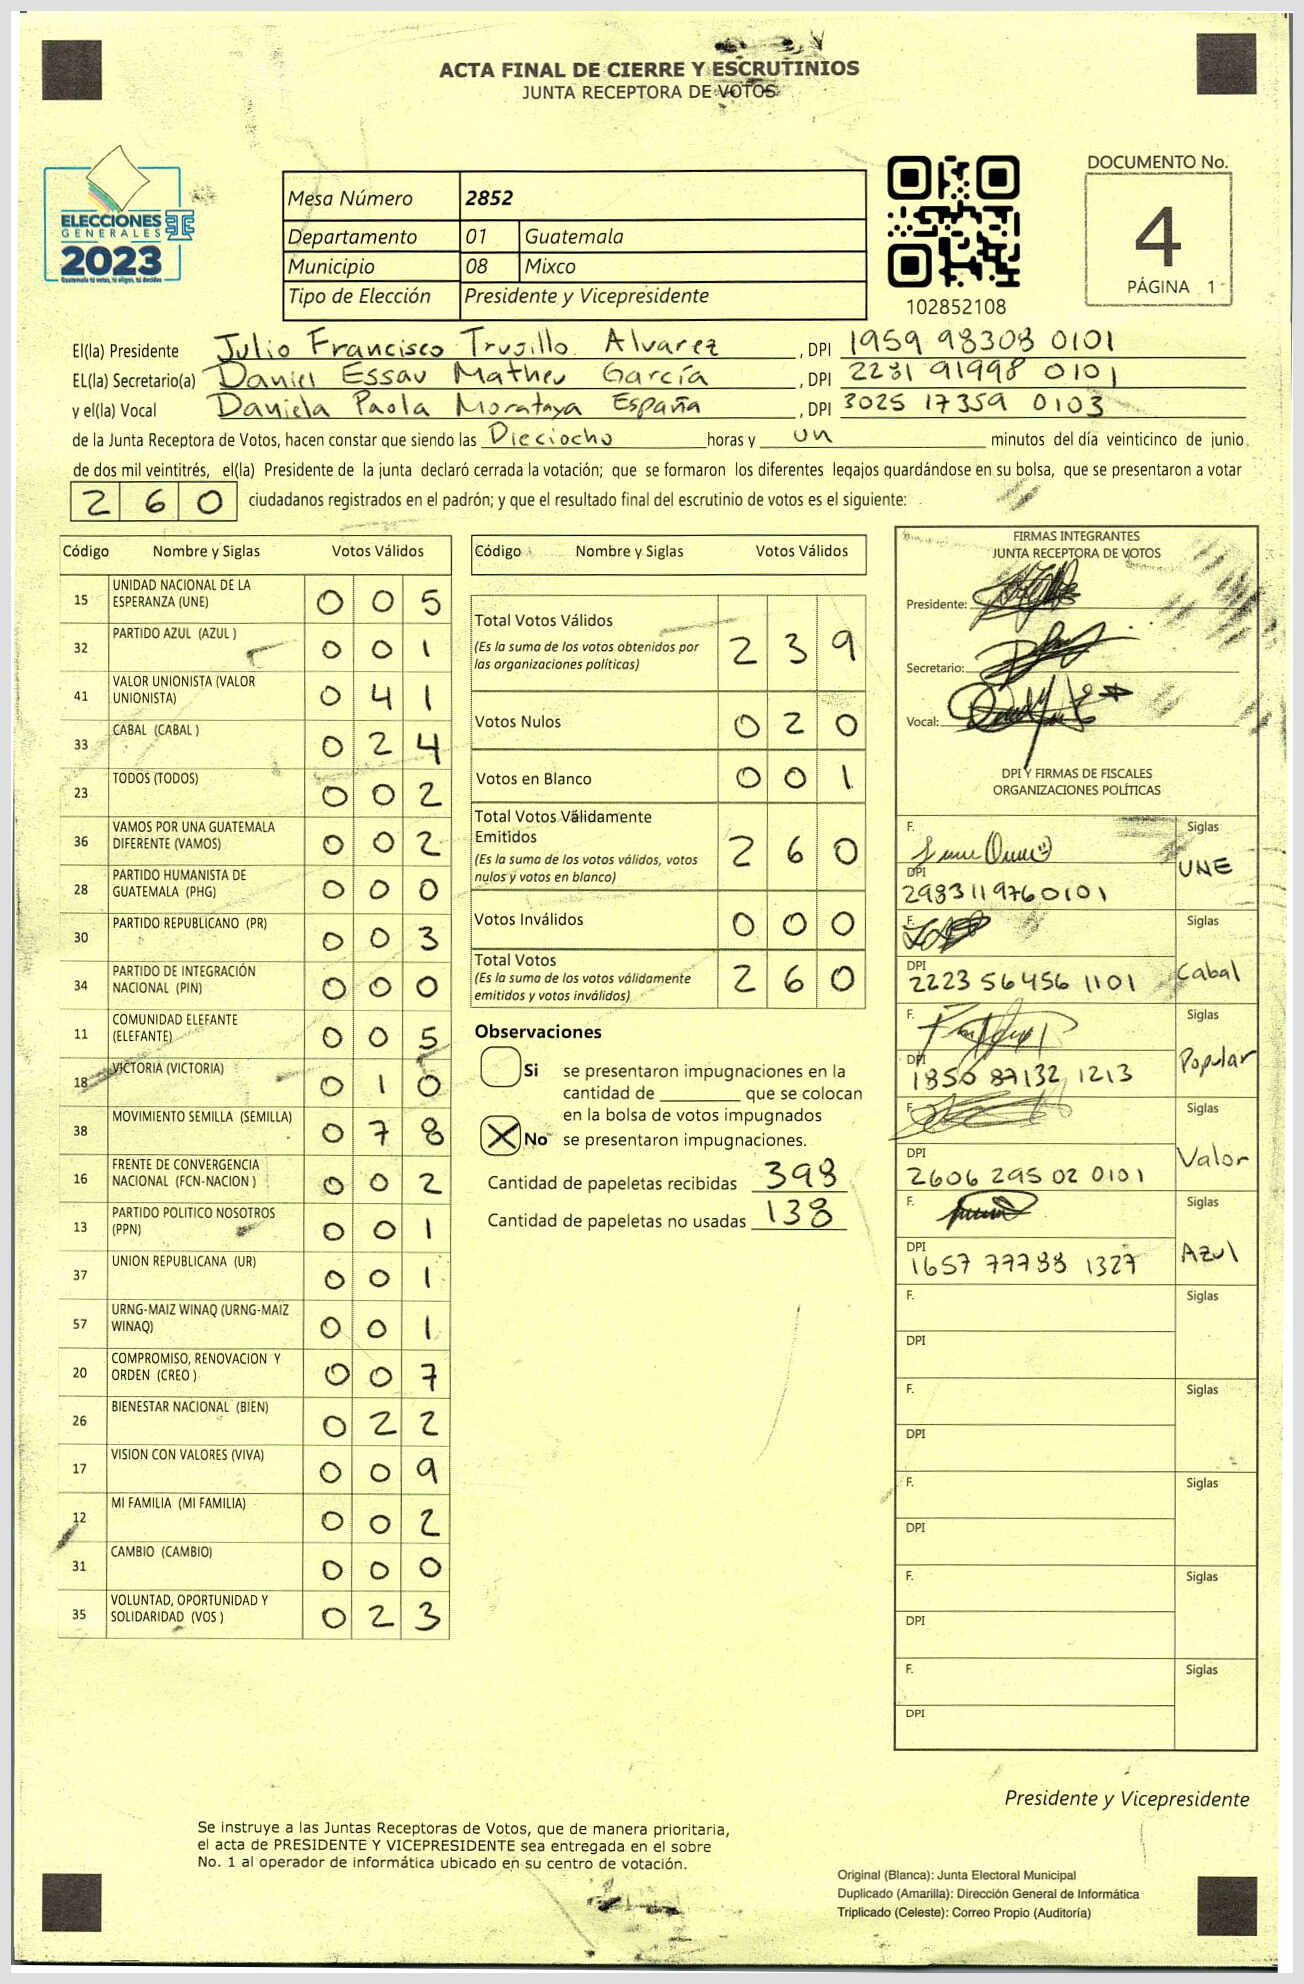 ACTA FINAL DE CIERRE Y ESCRUTINIOS
JUNTA RECEPTORA DE VOTOS
ELECCIONES
GENERALES
2023
Guatemala tú votas, tú eliges, tú decides
Mesa Número 2852
Departamento 01 Guatemala
Municipio 08 Mixco
Tipo de Elección Presidente y Vicepresidente
102852108
DOCUMENTO No.
4
PÁGINA 1
El(la) Presidente Julio Francisco Trujillo Alvarez, DPI 1959 98308 0101
EL(la) Secretario(a) Daniel Essau Matheu García, DPI 2281 91998 0101
y el(la) Vocal Daniela Paola Morataya España, DPI 3025 17359 0103
de la Junta Receptora de Votos, hacen constar que siendo las Dieciocho horas y un minutos del día veinticinco de junio
de dos mil veintitrés, el(la) Presidente de la junta declaró cerrada la votación; que se formaron los diferentes legajos guardándose en su bolsa, que se presentaron a votar
260 ciudadanos registrados en el padrón; y que el resultado final del escrutinio de votos es el siguiente:
Código Nombre y Siglas Votos Válidos
15 UNIDAD NACIONAL DE LA ESPERANZA (UNE) 0 0 5
32 PARTIDO AZUL (AZUL ) 0 0 1
41 VALOR UNIONISTA (VALOR UNIONISTA) 0 4 1
33 CABAL (CABAL ) 0 2 4
23 TODOS (TODOS) 0 0 2
36 VAMOS POR UNA GUATEMALA DIFERENTE (VAMOS) 0 0 2
28 PARTIDO HUMANISTA DE GUATEMALA (PHG) 0 0 0
30 PARTIDO REPUBLICANO (PR) 0 0 3
34 PARTIDO DE INTEGRACIÓN NACIONAL (PIN) 0 0 0
11 COMUNIDAD ELEFANTE (ELEFANTE) 0 0 5
18 VICTORIA (VICTORIA) 0 1 0
38 MOVIMIENTO SEMILLA (SEMILLA) 0 7 8
16 FRENTE DE CONVERGENCIA NACIONAL (FCN-NACION ) 0 0 2
13 PARTIDO POLITICO NOSOTROS (PPN) 0 0 1
37 UNION REPUBLICANA (UR) 0 0 1
57 URNG-MAIZ WINAQ (URNG-MAIZ WINAQ) 0 0 1
20 COMPROMISO, RENOVACION Y ORDEN (CREO ) 0 0 7
26 BIENESTAR NACIONAL (BIEN) 0 2 2
17 VISION CON VALORES (VIVA) 0 0 9
12 MI FAMILIA (MI FAMILIA) 0 0 2
31 CAMBIO (CAMBIO) 0 0 0
35 VOLUNTAD, OPORTUNIDAD Y SOLIDARIDAD (VOS ) 0 2 3
Código Nombre y Siglas Votos Válidos
Total Votos Válidos 2 3 9
(Es la suma de los votos obtenidos por
las organizaciones políticas)
Votos Nulos 0 2 0
Votos en Blanco 0 0 1
Total Votos Válidamente
Emitidos 2 6 0
(Es la suma de los votos válidos, votos
nulos y votos en blanco)
Votos Inválidos 0 0 0
Total Votos 2 6 0
(Es la suma de los votos válidamente
emitidos y votos inválidos)
Observaciones
Si se presentaron impugnaciones en la
cantidad de ________ que se colocan
en la bolsa de votos impugnados
X No se presentaron impugnaciones.
Cantidad de papeletas recibidas 398
Cantidad de papeletas no usadas 138
FIRMAS INTEGRANTES
JUNTA RECEPTORA DE VOTOS
Presidente:
Secretario:
Vocal:
DPI Y FIRMAS DE FISCALES
ORGANIZACIONES POLÍTICAS
F. Siglas
DPI UNE
2983 11976 0101
F. Siglas
DPI Cabal
2223 56456 1101
F. Siglas
DPI Popular
1850 87132 1213
F. Siglas
DPI Valor
2606 295 02 0101
F. Siglas
DPI Azul
1657 77788 1327
F. Siglas
DPI
F. Siglas
DPI
F. Siglas
DPI
F. Siglas
DPI
F. Siglas
DPI
Presidente y Vicepresidente
Se instruye a las Juntas Receptoras de Votos, que de manera prioritaria,
el acta de PRESIDENTE Y VICEPRESIDENTE sea entregada en el sobre
No. 1 al operador de informática ubicado en su centro de votación.
Original (Blanca): Junta Electoral Municipal
Duplicado (Amarilla): Dirección General de Informática
Triplicado (Celeste): Correo Propio (Auditoría)